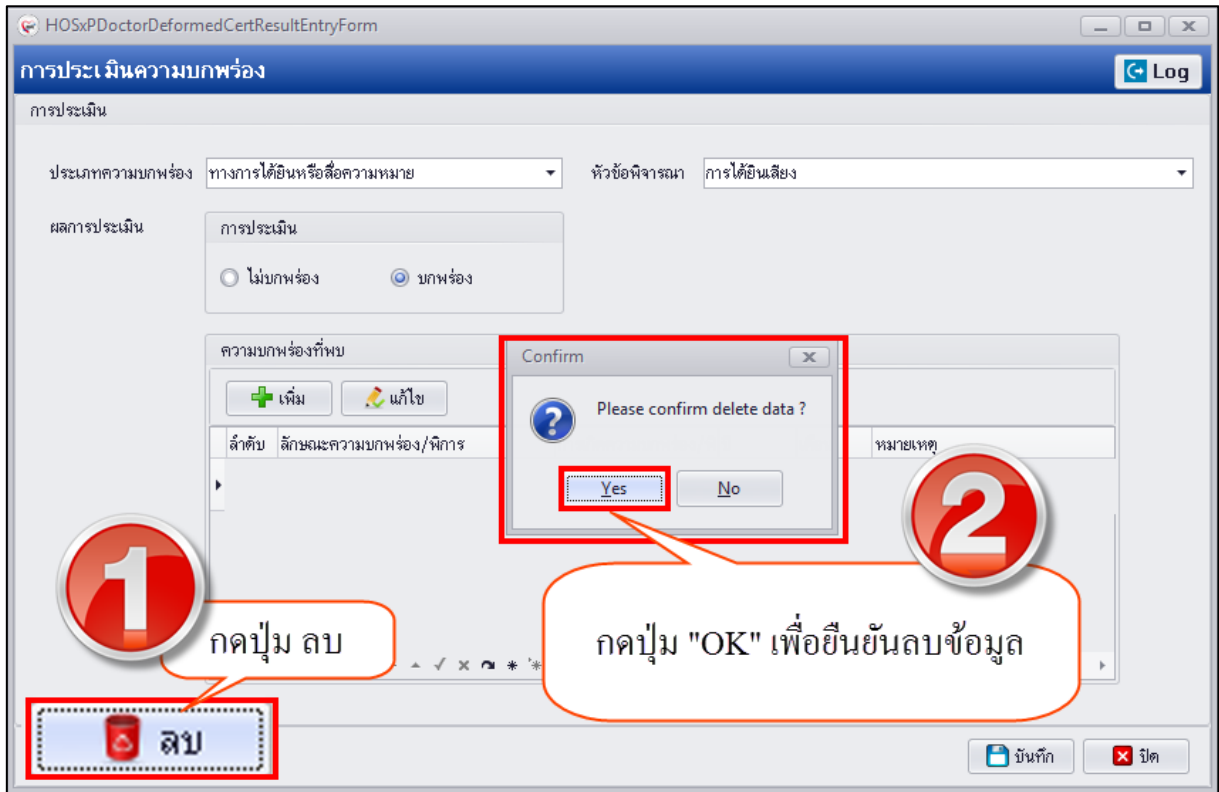 HOSxPDoctorDeformedCertResultEntryForm
การประเมินความบกพร่อง
Log
การประเมิน
ประเภทความบกพร่อง ทางการได้ยินหรือสื่อความหมาย หัวข้อพิจารณา การได้ยินเสียง
ผลการประเมิน การประเมิน
ไม่บกพร่อง บกพร่อง
ความบกพร่องที่พบ
Confirm
เพิ่ม แก้ไข
Please confirm delete data ?
ลำดับ ลักษณะความบกพร่อง/พิการ หมายเหตุ
Yes No
1
2
กดปุ่ม ลบ
กดปุ่ม "OK" เพื่อยืนยันลบข้อมูล
ลบ
บันทึก ปิด